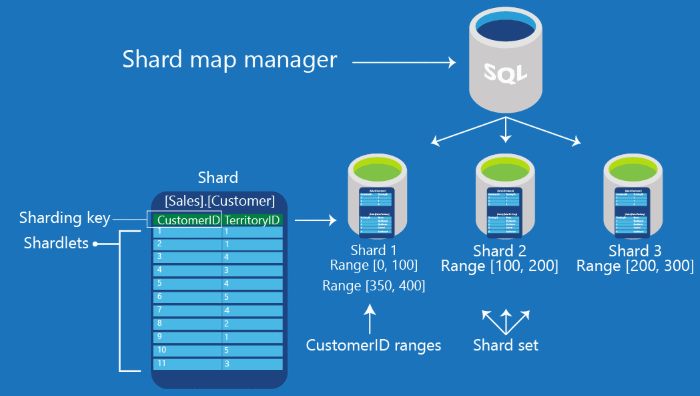 Shard map manager
SQL
Shard
[Sales].[Customer]
Sharding key
CustomerID TerritoryID
Shardlets
1 1
2 1
3 4
4 3
5 4
6 5
7 4
8 2
9 1
10 5
11 3
Shard 1
Range [0, 100]
Range [350, 400]
Shard 2
Range [100, 200]
Shard 3
Range [200, 300]
CustomerID ranges
Shard set